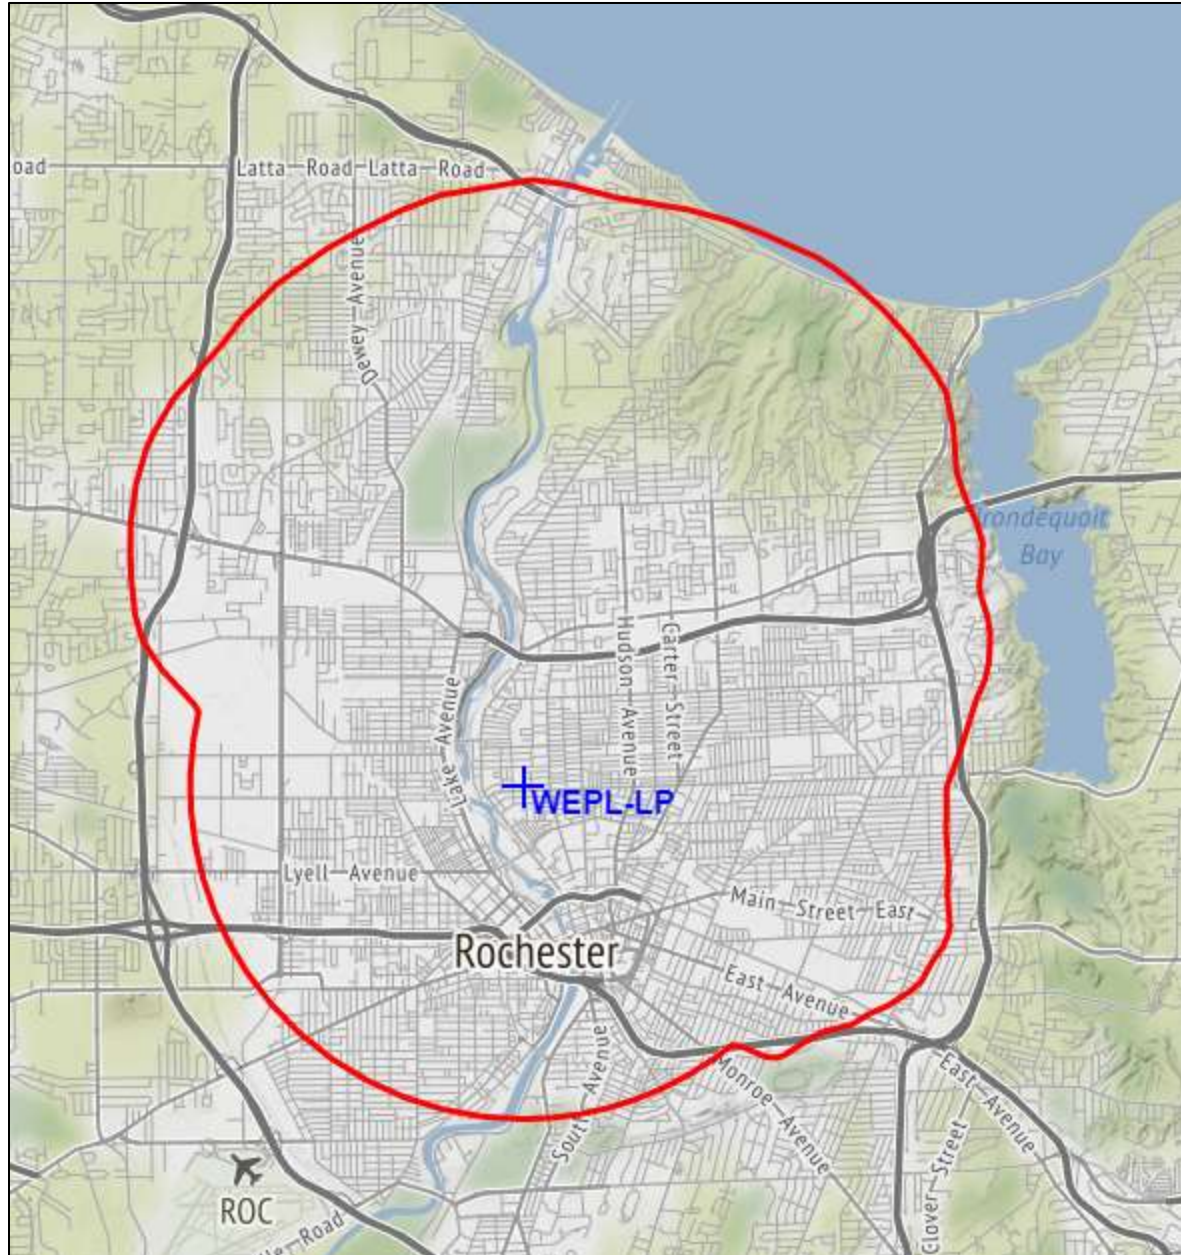 oad
Latta Road Latta Road
Dewey Avenue
Irondequoit
Bay
Hudson Avenue
Carter Street
Lake Avenue
WEPL-LP
Lyell Avenue
Main Street East
Rochester
East Avenue
South Avenue
Monroe Avenue
East Avenue
Clover Street
ROC
Road